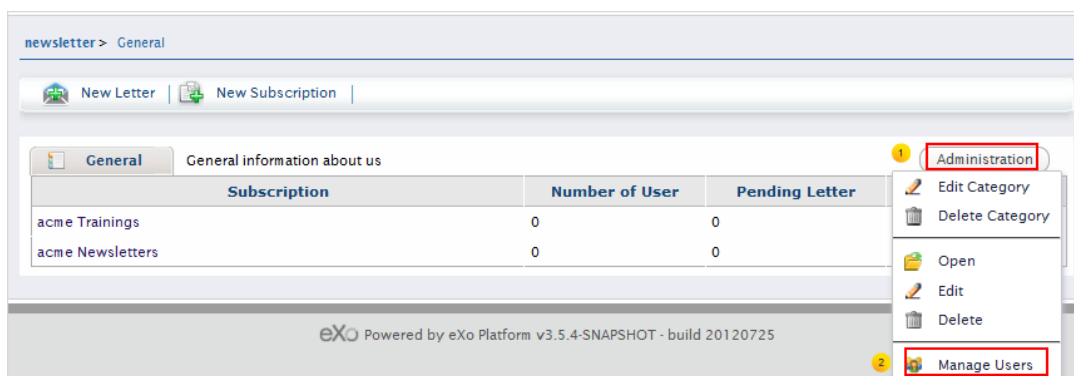 newsletter > General
New Letter | New Subscription |
General General information about us 1 Administration
Subscription Number of User Pending Letter
Edit Category
acme Trainings 0 0
Delete Category
acme Newsletters 0 0
Open
Edit
Delete
eXo Powered by eXo Platform v3.5.4-SNAPSHOT - build 20120725
2 Manage Users